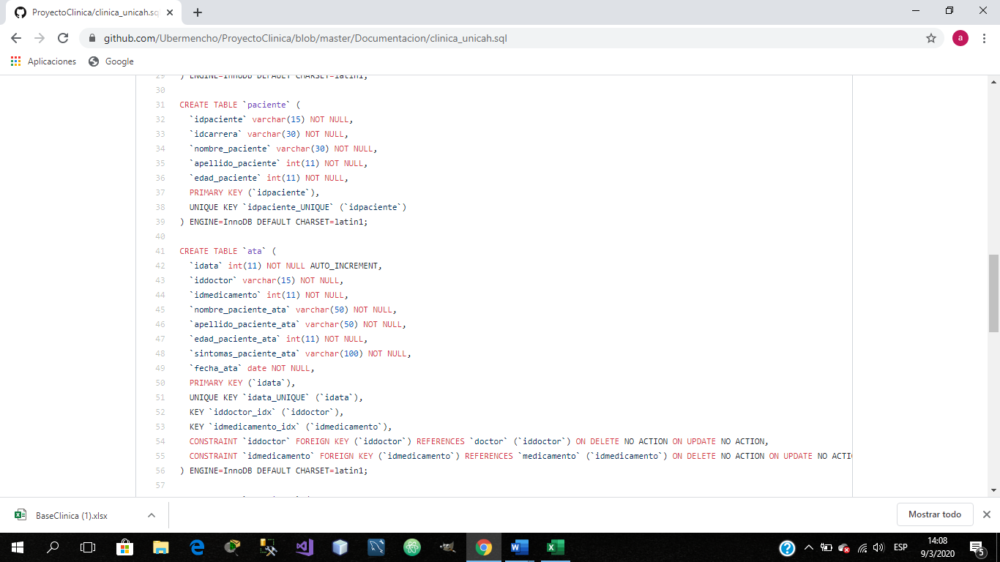 ProyectoClinica/clinica_unicah.sq
github.com/Ubermencho/ProyectoClinica/blob/master/Documentacion/clinica_unicah.sql
a
Aplicaciones
Google
29 ) ENGINE=InnoDB DEFAULT CHARSET=latin1;
30
31 CREATE TABLE `paciente` (
32 `idpaciente` varchar(15) NOT NULL,
33 `idcarrera` varchar(30) NOT NULL,
34 `nombre_paciente` varchar(30) NOT NULL,
35 `apellido_paciente` int(11) NOT NULL,
36 `edad_paciente` int(11) NOT NULL,
37 PRIMARY KEY (`idpaciente`),
38 UNIQUE KEY `idpaciente_UNIQUE` (`idpaciente`)
39 ) ENGINE=InnoDB DEFAULT CHARSET=latin1;
40
41 CREATE TABLE `ata` (
42 `idata` int(11) NOT NULL AUTO_INCREMENT,
43 `iddoctor` varchar(15) NOT NULL,
44 `idmedicamento` int(11) NOT NULL,
45 `nombre_paciente_ata` varchar(50) NOT NULL,
46 `apellido_paciente_ata` varchar(50) NOT NULL,
47 `edad_paciente_ata` int(11) NOT NULL,
48 `sintomas_paciente_ata` varchar(100) NOT NULL,
49 `fecha_ata` date NOT NULL,
50 PRIMARY KEY (`idata`),
51 UNIQUE KEY `idata_UNIQUE` (`idata`),
52 KEY `iddoctor_idx` (`iddoctor`),
53 KEY `idmedicamento_idx` (`idmedicamento`),
54 CONSTRAINT `iddoctor` FOREIGN KEY (`iddoctor`) REFERENCES `doctor` (`iddoctor`) ON DELETE NO ACTION ON UPDATE NO ACTION,
55 CONSTRAINT `idmedicamento` FOREIGN KEY (`idmedicamento`) REFERENCES `medicamento` (`idmedicamento`) ON DELETE NO ACTION ON UPDATE NO ACTI
56 ) ENGINE=InnoDB DEFAULT CHARSET=latin1;
57
BaseClinica (1).xlsx
Mostrar todo
ESP
14:08
9/3/2020
5